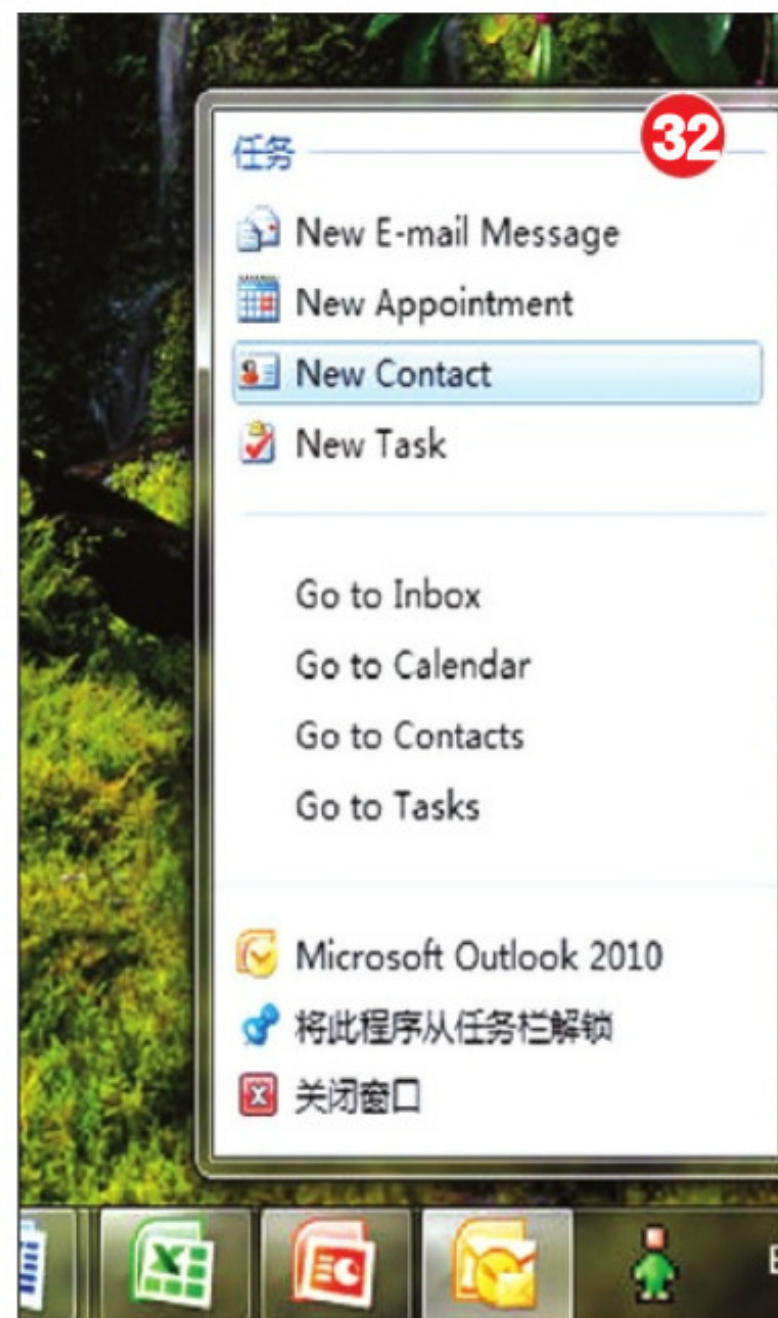 任务
32
New E-mail Message
New Appointment
New Contact
New Task
Go to Inbox
Go to Calendar
Go to Contacts
Go to Tasks
Microsoft Outlook 2010
将此程序从任务栏解锁
关闭窗口